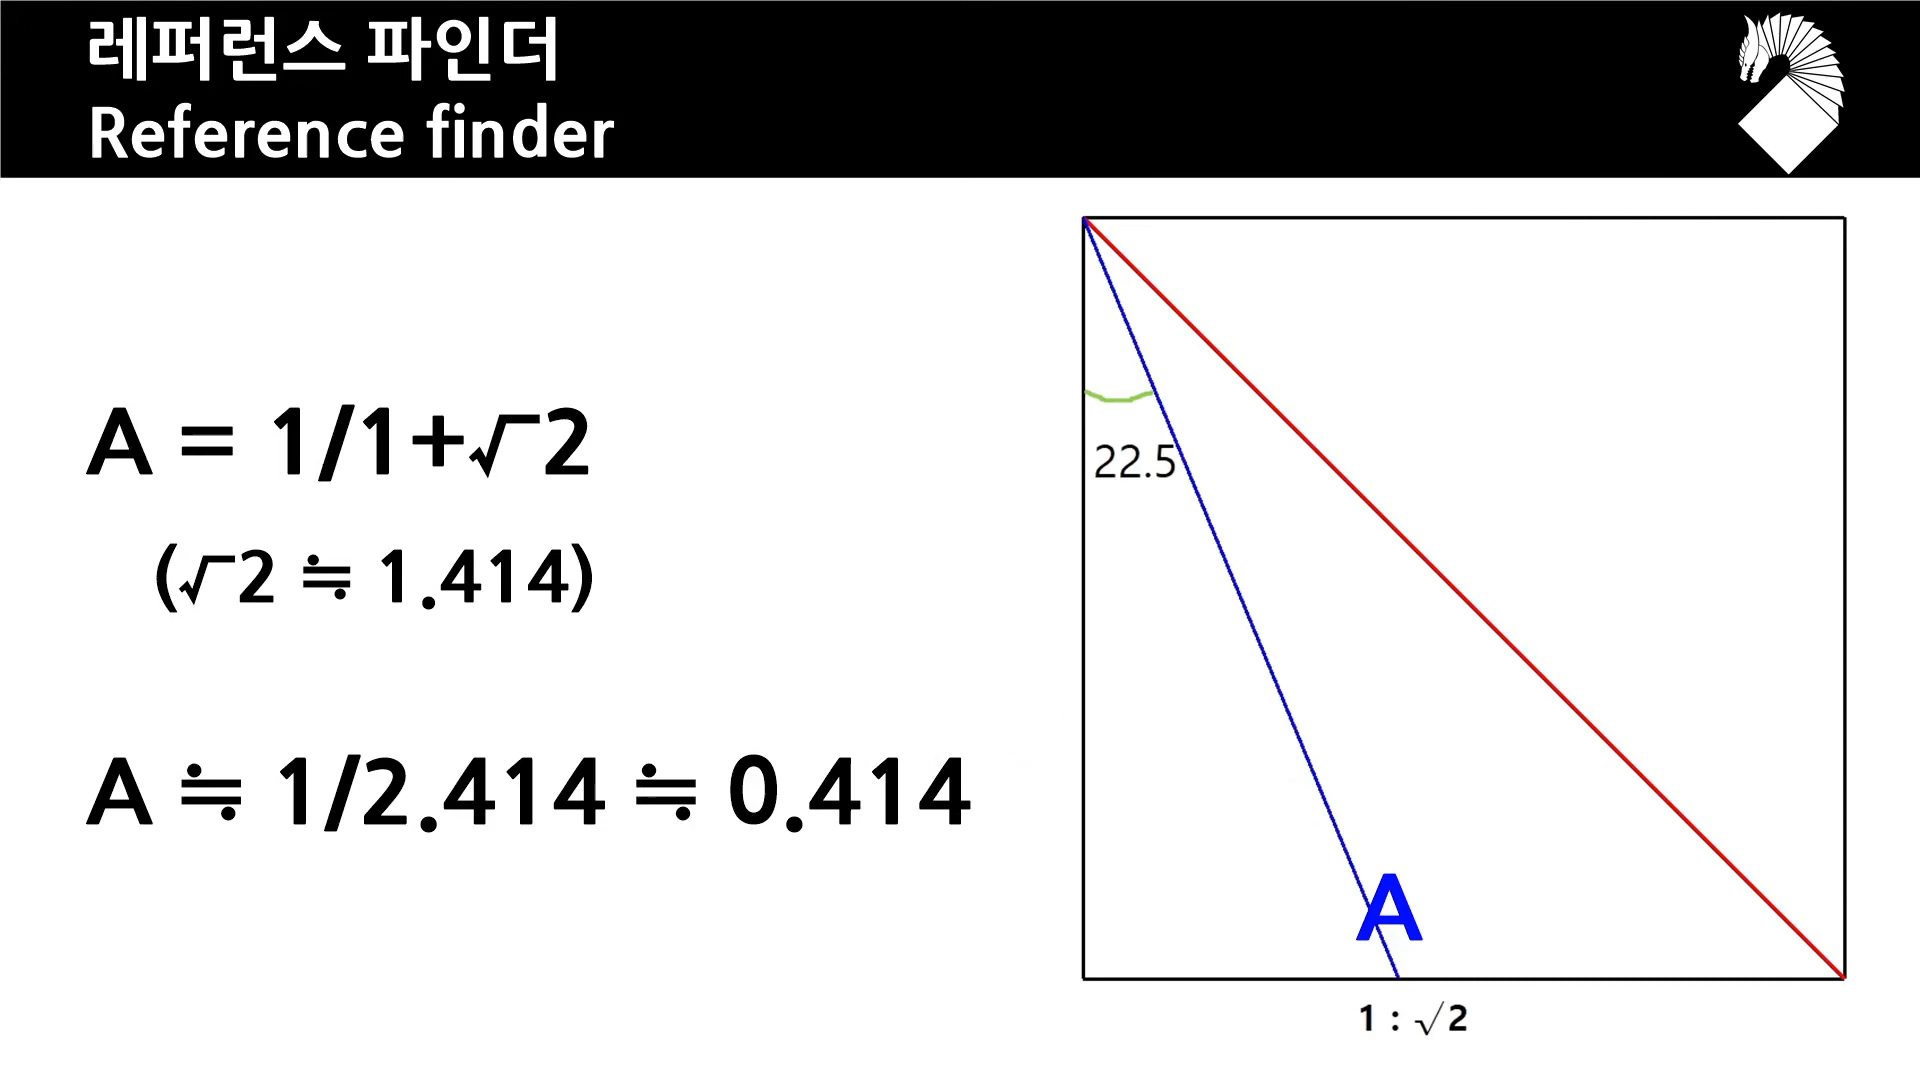 레퍼런스 파인더
Reference finder
A = 1/1+√2
(√2 ≒ 1.414)
A ≒ 1/2.414 ≒ 0.414
22.5
A
1 : √2